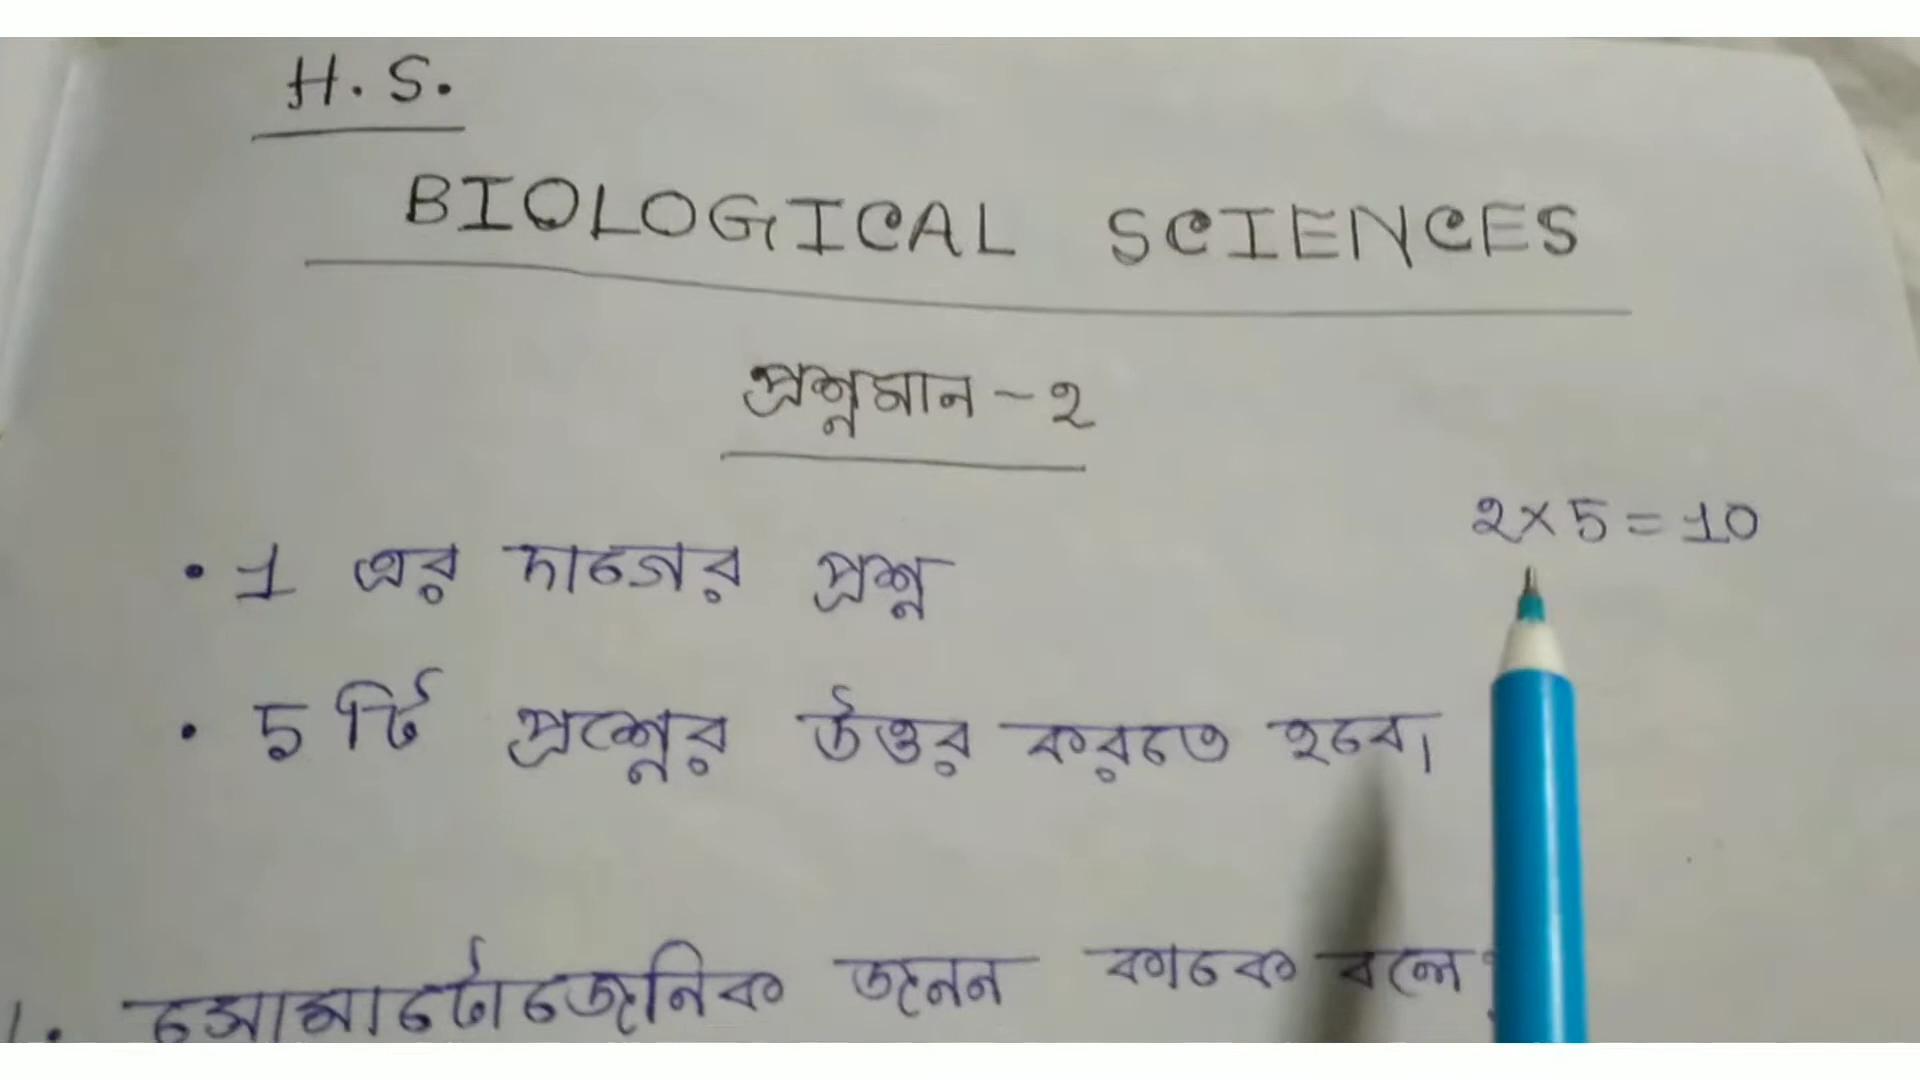 H. S.
BIOLOGICAL SCIENCES
প্রশ্নমান - ২
2 × 5 = 10
• 1 এর দাগের প্রশ্ন
• 5 টি প্রশ্নের উত্তর করতে হবে।
1. সোমাটোজেনিক জনন কাকে বলে?